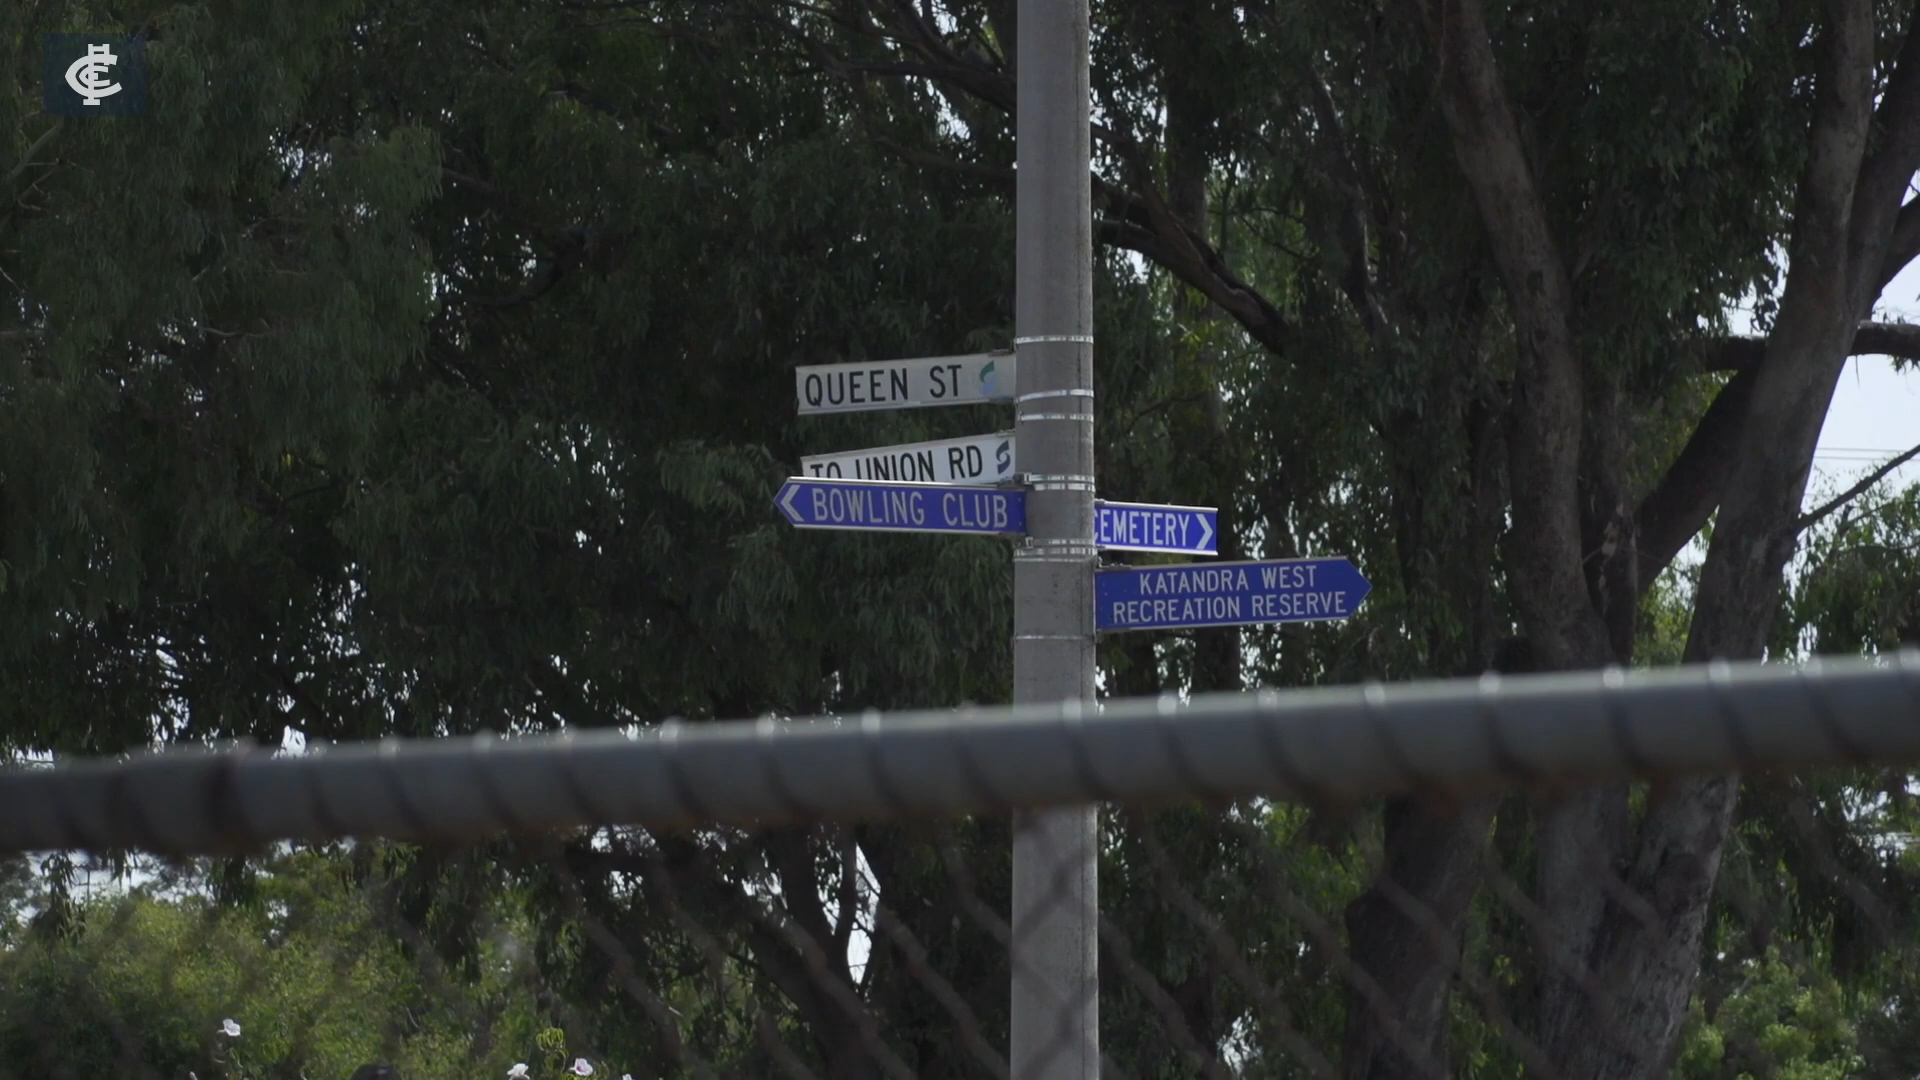 QUEEN ST
TO UNION RD
BOWLING CLUB
CEMETERY
KATANDRA WEST
RECREATION RESERVE